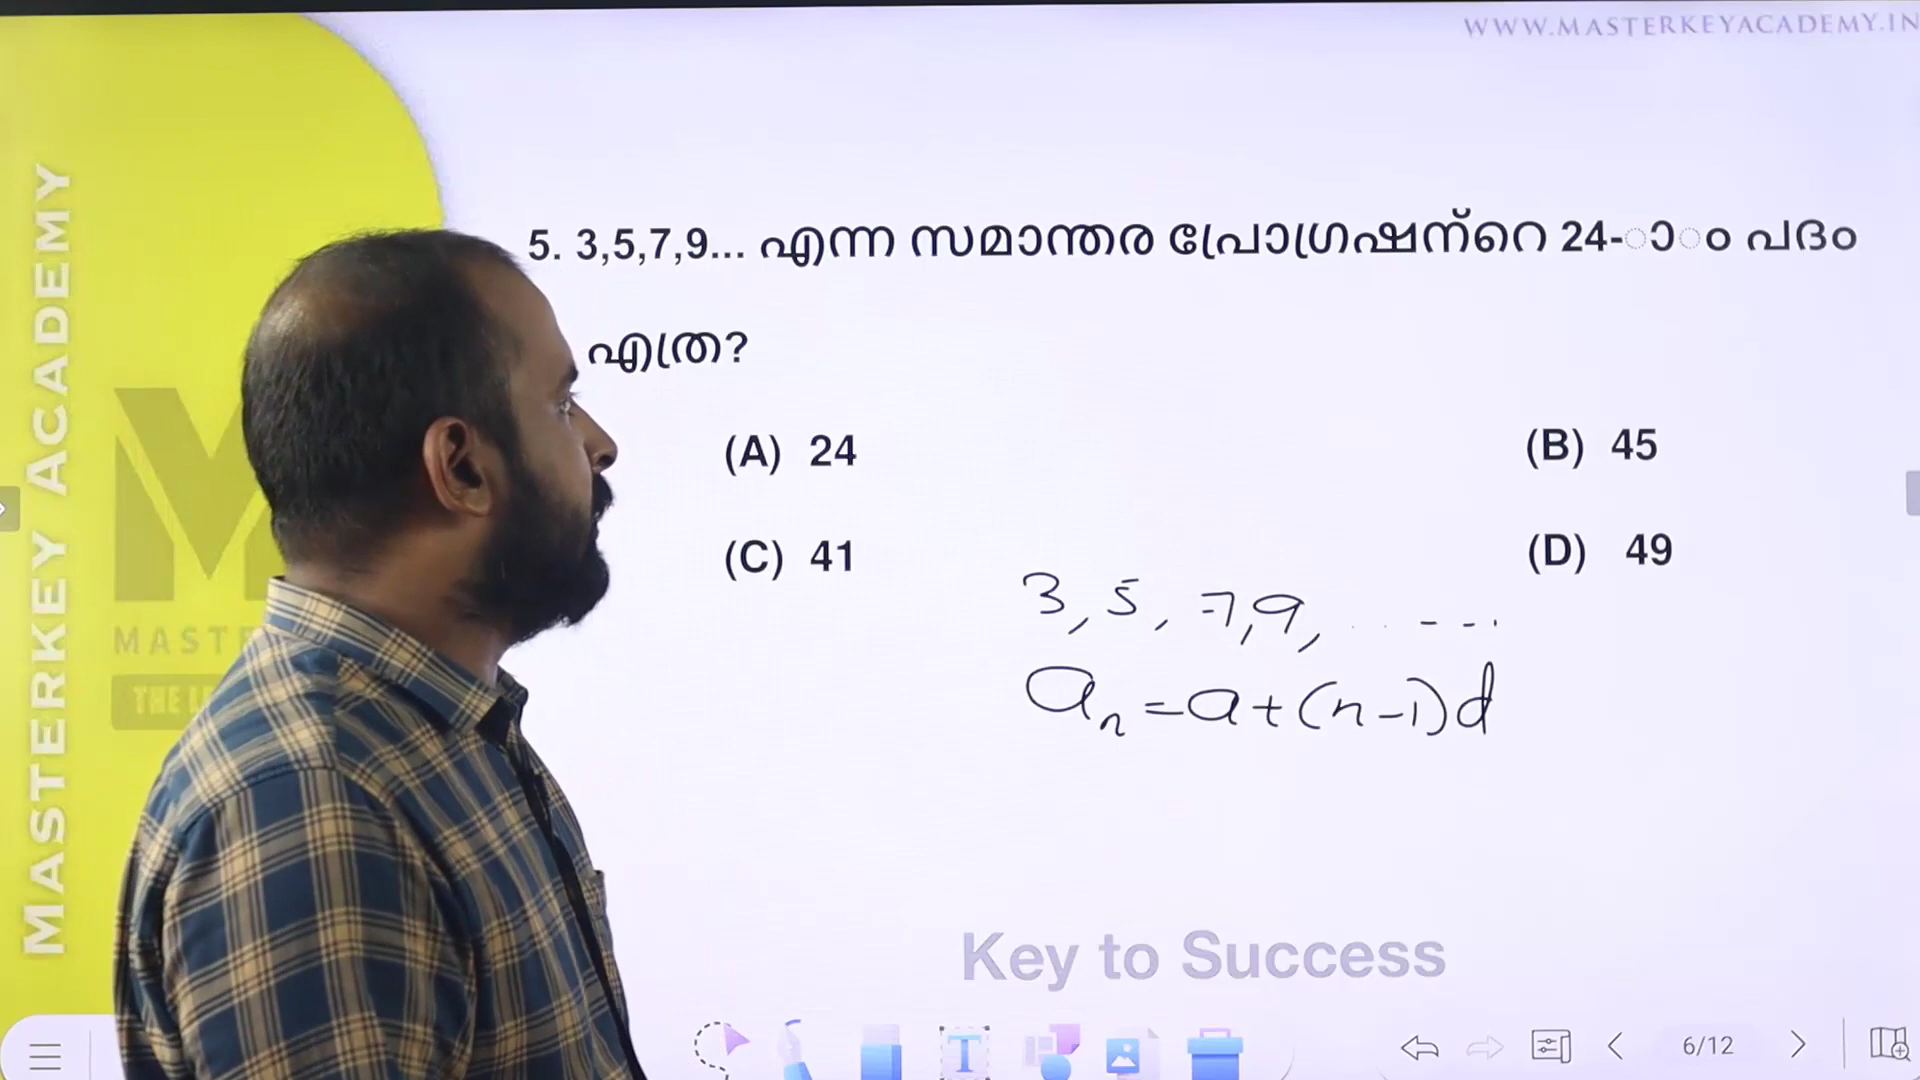 WWW.MASTERKEYACADEMY.IN
MASTERKEY ACADEMY
5. 3,5,7,9... എന്ന സമാന്തര പ്രോഗ്രഷന്റെ 24-ാം പദം
എത്ര?
(A) 24
(B) 45
(C) 41
(D) 49
3, 5, 7, 9, ......
aₙ = a + (n-1)d
Key to Success
T
6/12